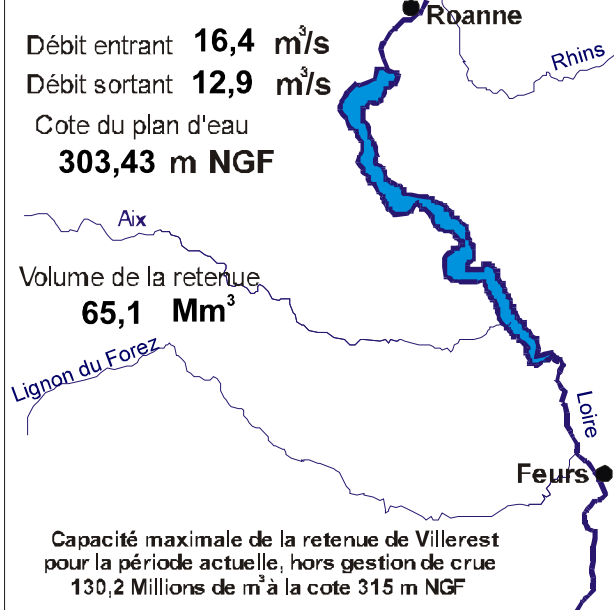 Roanne
Débit entrant 16,4 m³/s
Rhins
Débit sortant 12,9 m³/s
Cote du plan d'eau
303,43 m NGF
Aix
Volume de la retenue
65,1 Mm³
Lignon du Forez
Loire
Feurs
Capacité maximale de la retenue de Villerest
pour la période actuelle, hors gestion de crue
130,2 Millions de m³ à la cote 315 m NGF